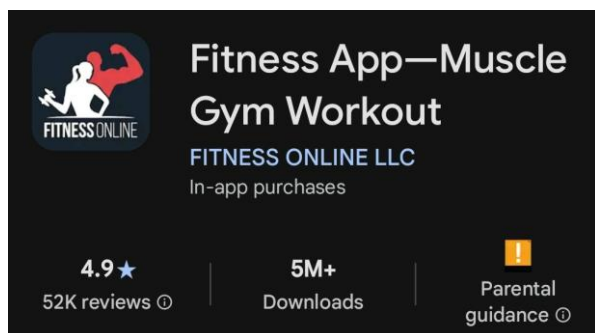 Fitness App—Muscle
Gym Workout
FITNESS ONLINE
FITNESS ONLINE LLC
In-app purchases
4.9★
52K reviews ⓘ
5M+
Downloads
!
Parental
guidance ⓘ